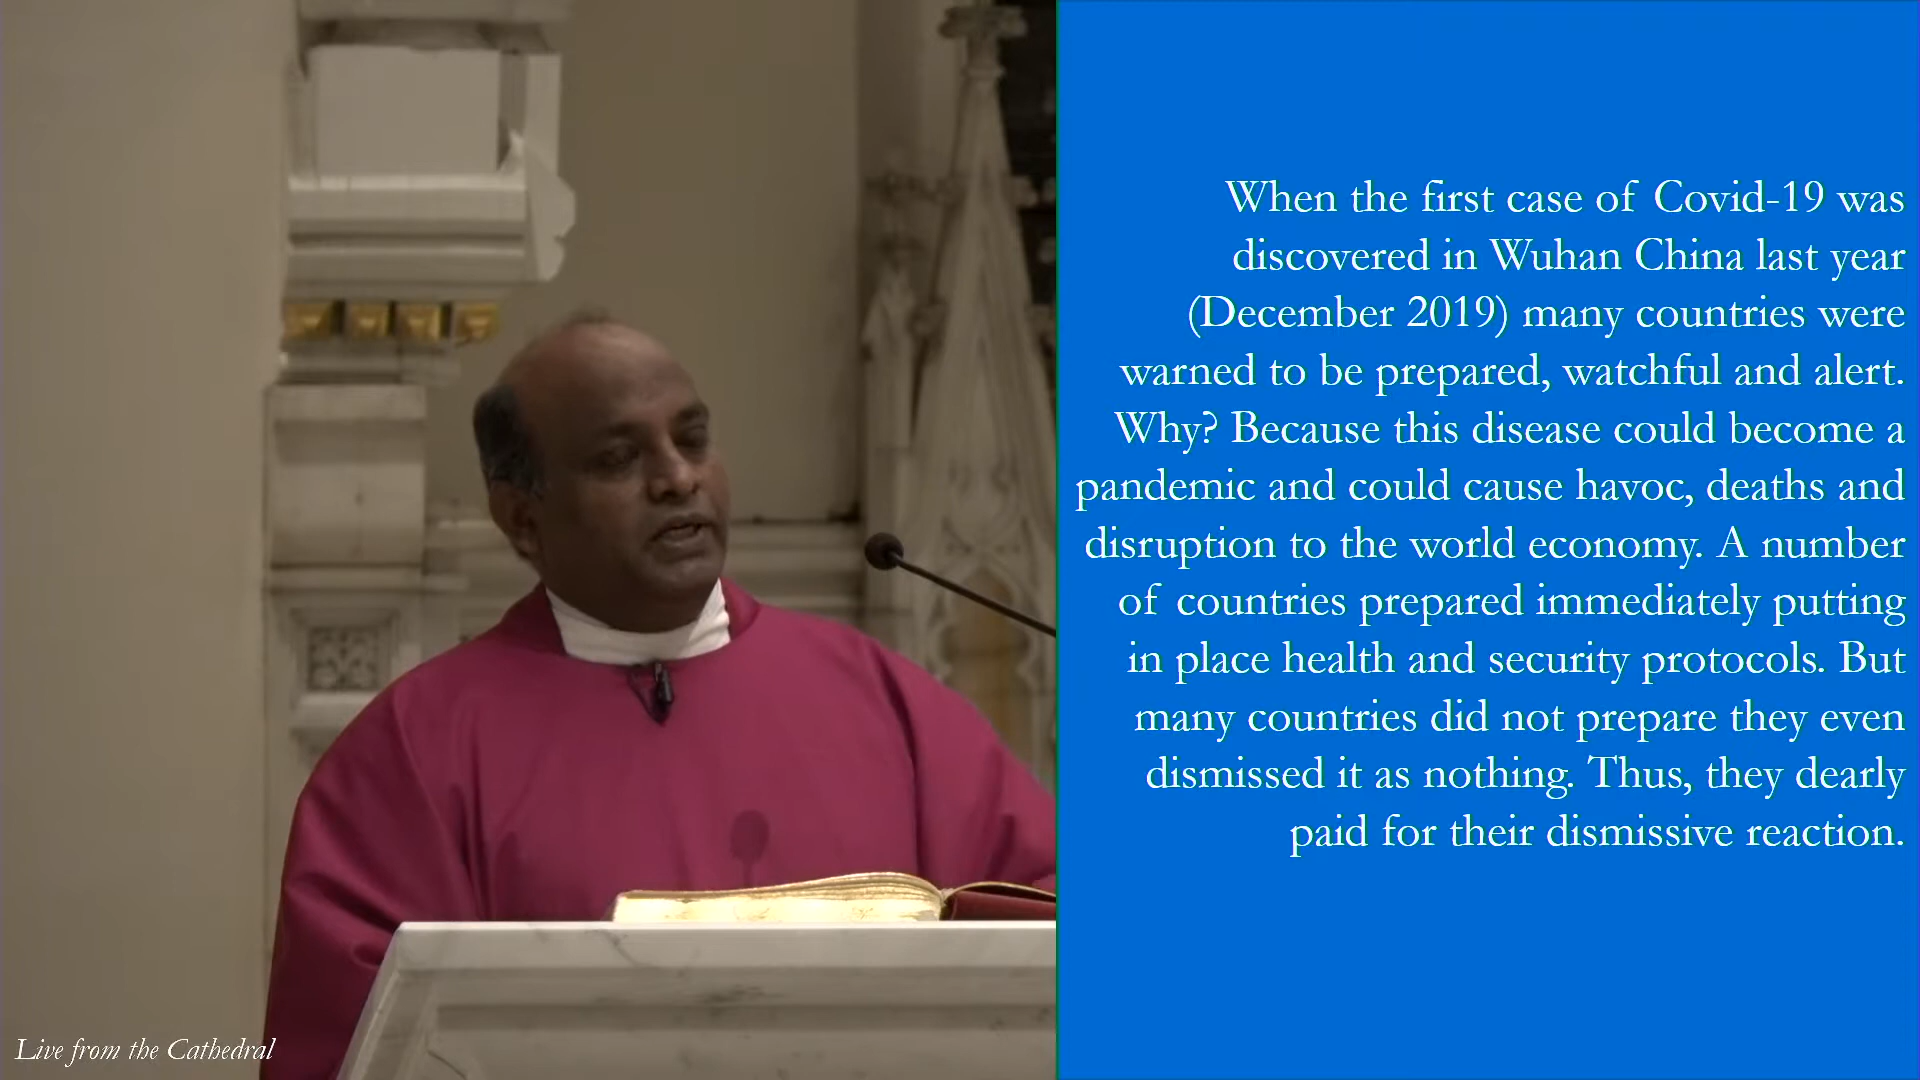 When the first case of Covid-19 was
discovered in Wuhan China last year
(December 2019) many countries were
warned to be prepared, watchful and alert.
Why? Because this disease could become a
pandemic and could cause havoc, deaths and
disruption to the world economy. A number
of countries prepared immediately putting
in place health and security protocols. But
many countries did not prepare they even
dismissed it as nothing. Thus, they dearly
paid for their dismissive reaction.
Live from the Cathedral